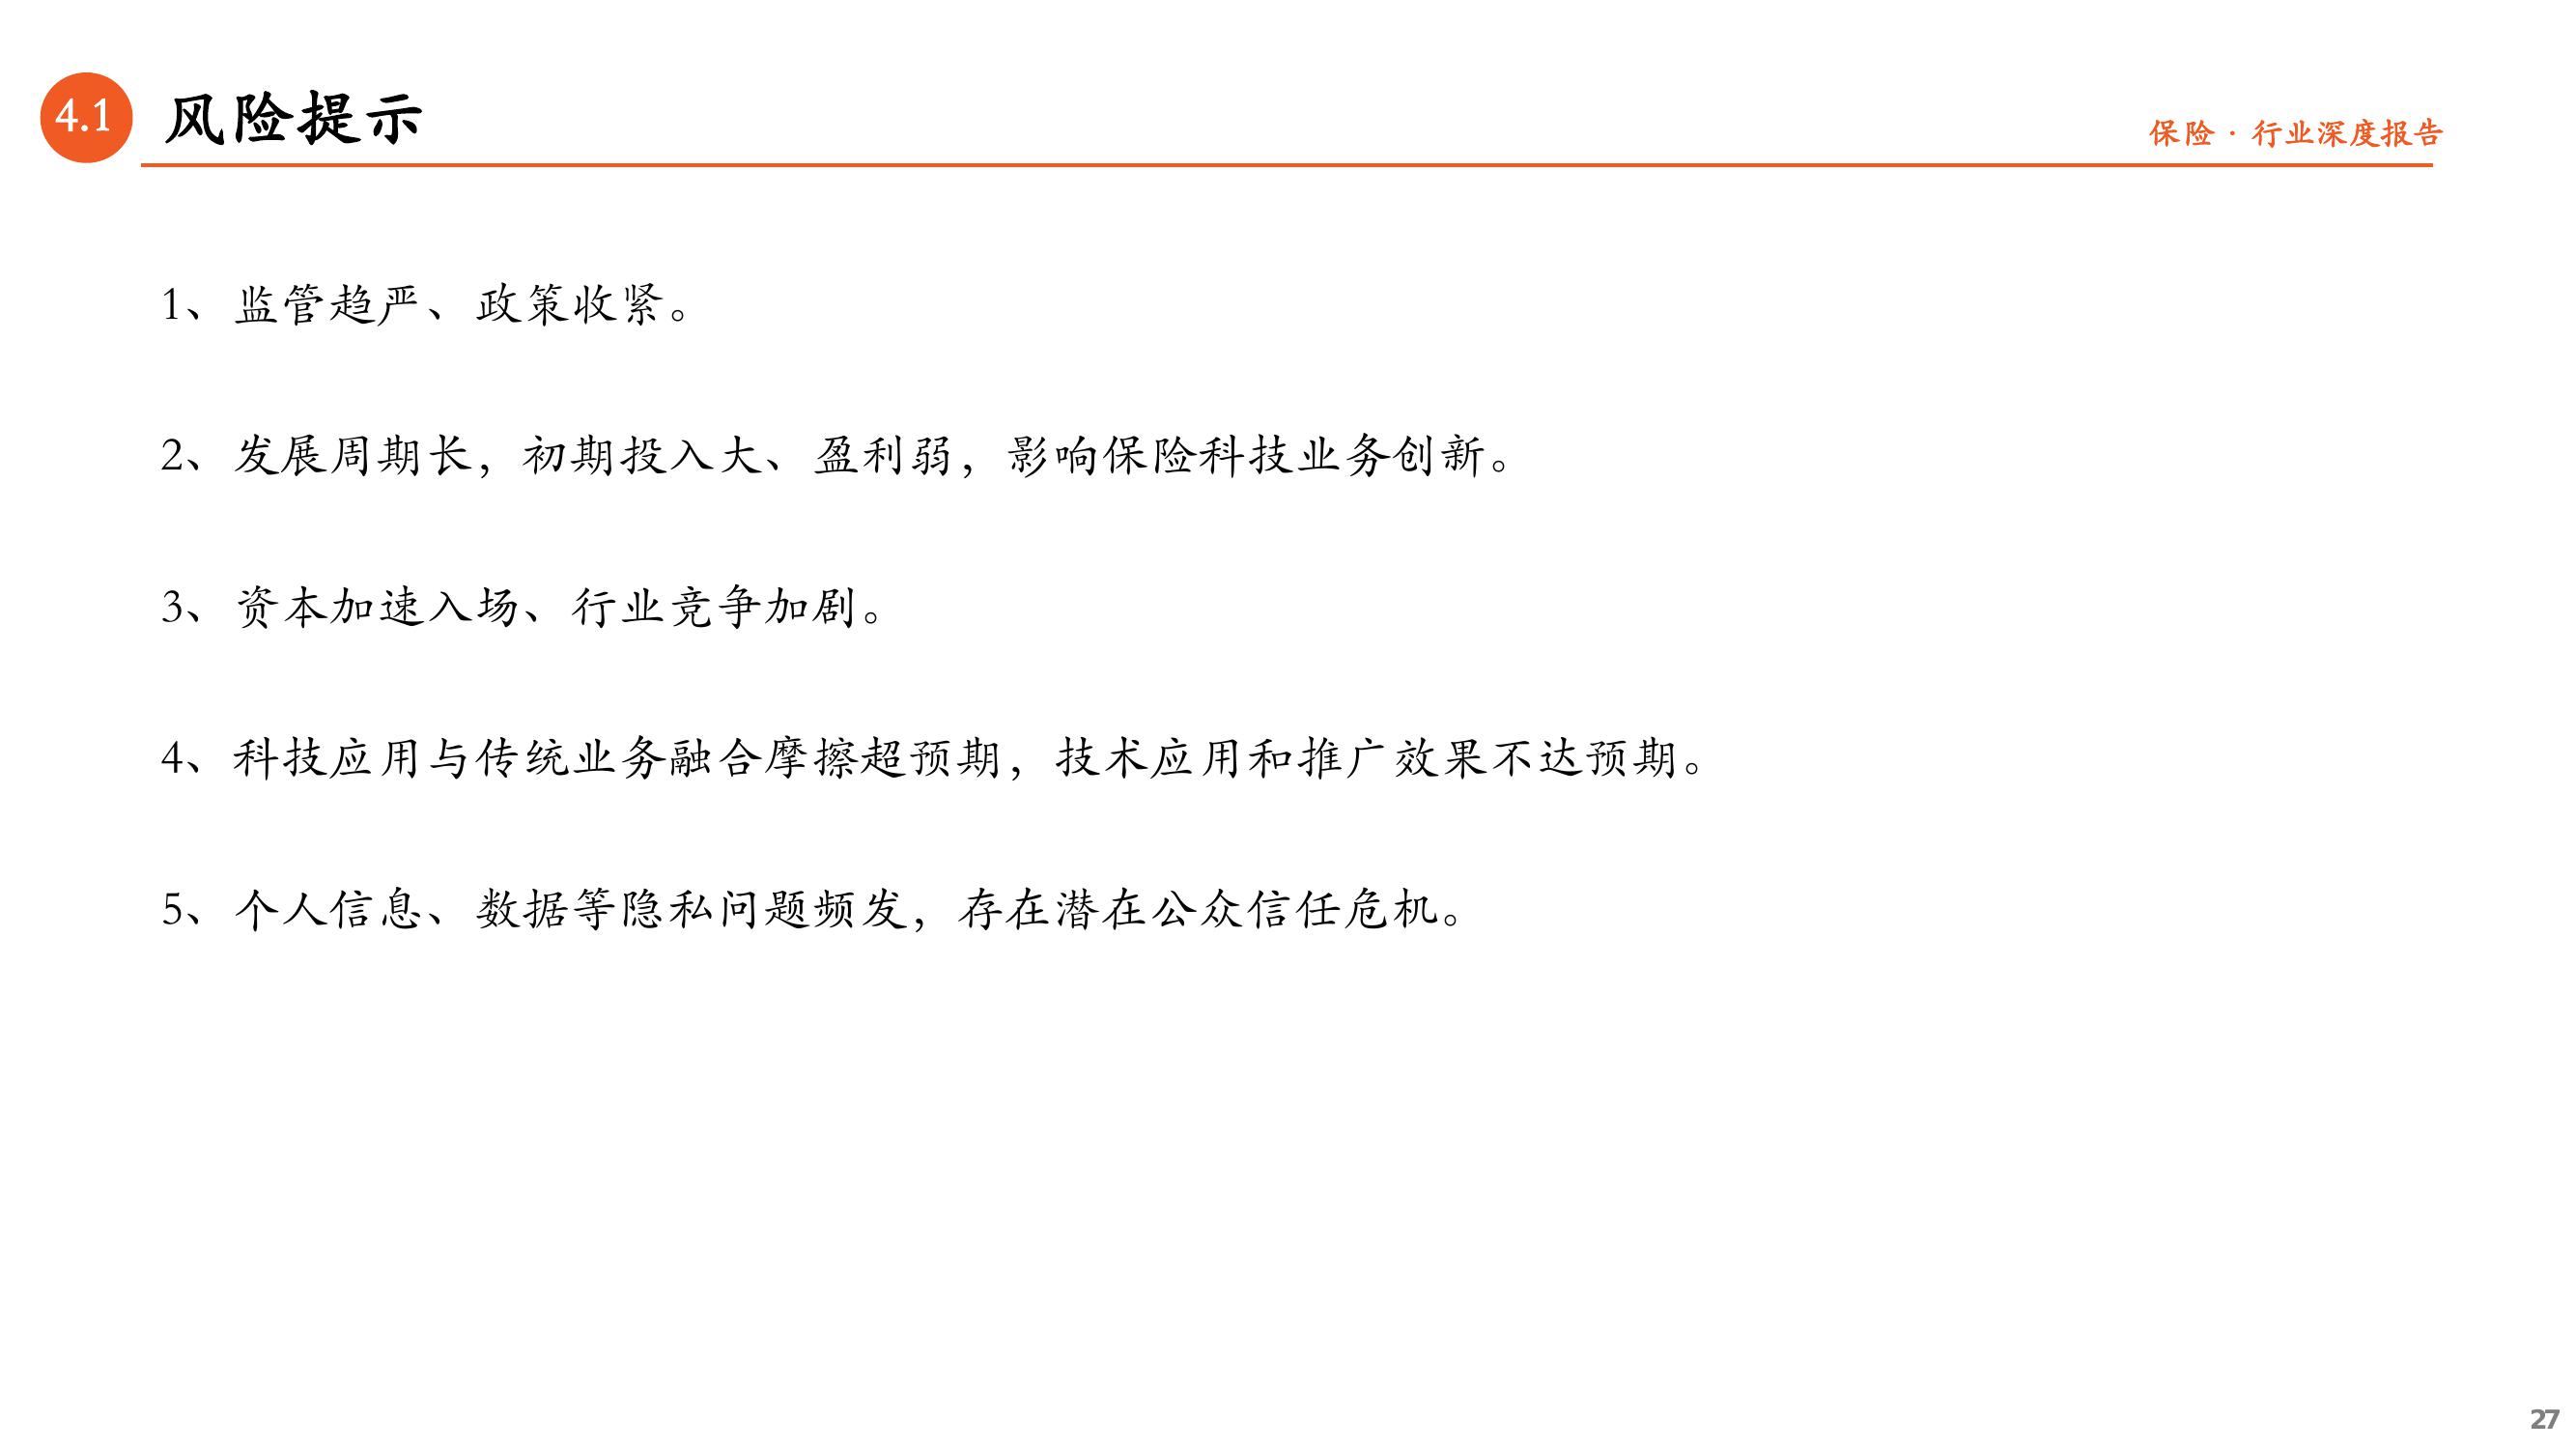 4.1 风险提示
保险 · 行业深度报告
1、监管趋严、政策收紧。
2、发展周期长，初期投入大、盈利弱，影响保险科技业务创新。
3、资本加速入场、行业竞争加剧。
4、科技应用与传统业务融合摩擦超预期，技术应用和推广效果不达预期。
5、个人信息、数据等隐私问题频发，存在潜在公众信任危机。
27